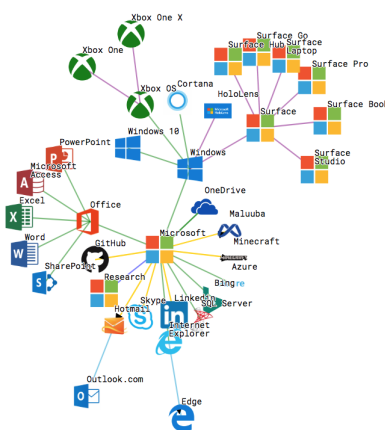 Xbox One X
Surface Go
Surface Hub
Surface
Laptop
Xbox One
Surface Pro
Xbox OS
Cortana
HoloLens
Surface Book
Surface
Windows 10
PowerPoint
Windows
Surface
Studio
Microsoft
Access
OneDrive
Excel
Office
Maluuba
Word
GitHub
Microsoft
Minecraft
SharePoint
Azure
Research
Bing
re
Hotmail
Skype
LinkedIn
SQL Server
Internet
Explorer
Outlook.com
Edge